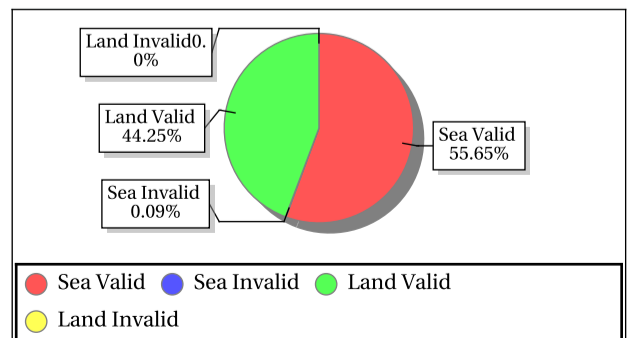 Land Invalid0.
0%
Land Valid
44.25%
Sea Valid
55.65%
Sea Invalid
0.09%
Sea Valid
Sea Invalid
Land Valid
Land Invalid